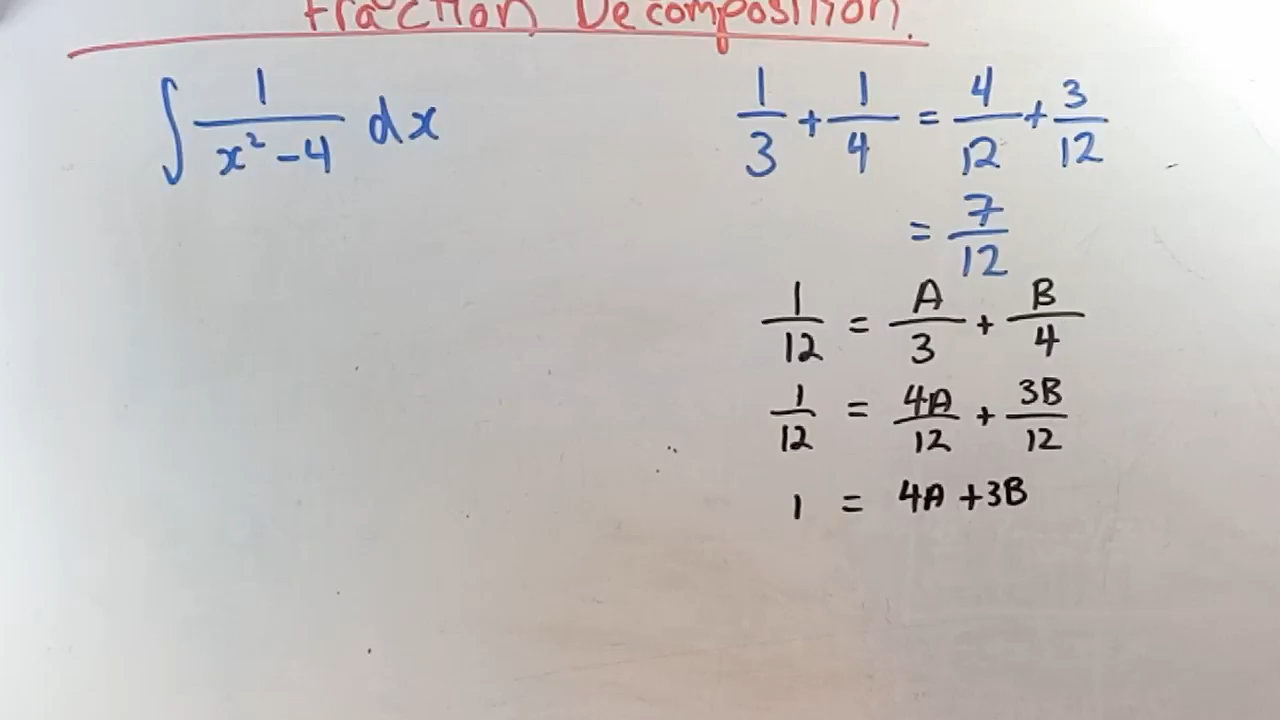 Fraction Decomposition.
∫ 1/(x² - 4) dx
1/3 + 1/4 = 4/12 + 3/12
= 7/12
1/12 = A/3 + B/4
1/12 = 4A/12 + 3B/12
1 = 4A + 3B